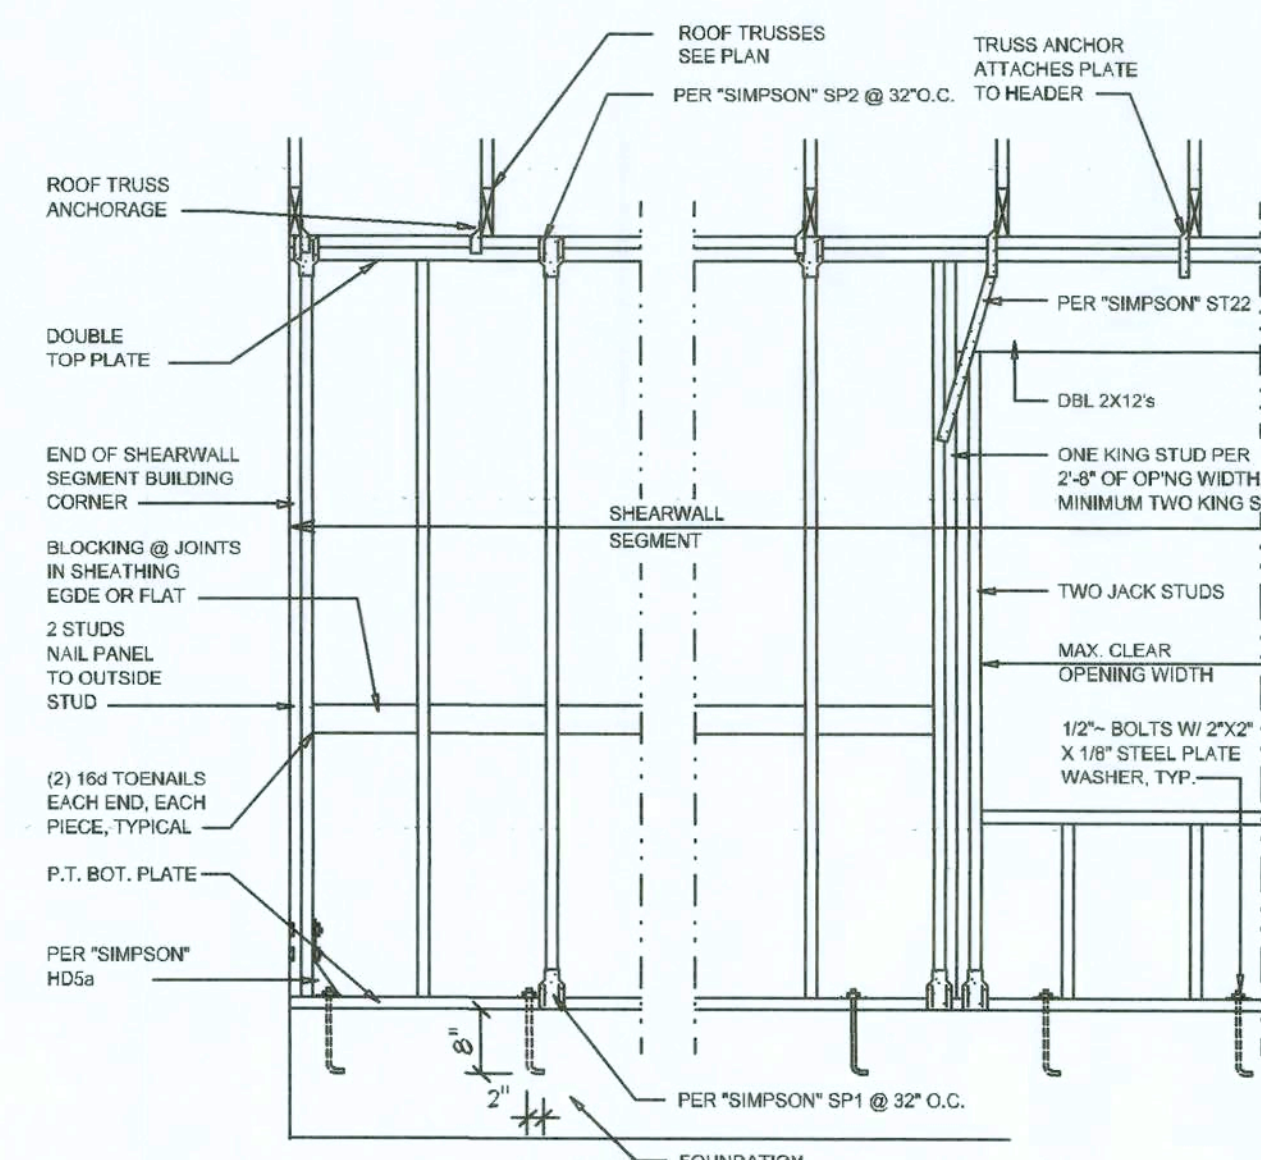 ROOF TRUSSES
SEE PLAN
TRUSS ANCHOR
ATTACHES PLATE
TO HEADER
PER "SIMPSON" SP2 @ 32"O.C.
ROOF TRUSS
ANCHORAGE
DOUBLE
TOP PLATE
PER "SIMPSON" ST22
DBL 2X12's
END OF SHEARWALL
SEGMENT BUILDING
CORNER
ONE KING STUD PER
2'-8" OF OP'NG WIDTH
MINIMUM TWO KING S
SHEARWALL
SEGMENT
BLOCKING @ JOINTS
IN SHEATHING
EGDE OR FLAT
TWO JACK STUDS
2 STUDS
NAIL PANEL
TO OUTSIDE
STUD
MAX. CLEAR
OPENING WIDTH
1/2"~ BOLTS W/ 2"X2"
X 1/8" STEEL PLATE
WASHER, TYP.
(2) 16d TOENAILS
EACH END, EACH
PIECE, TYPICAL
P.T. BOT. PLATE
PER "SIMPSON"
HD5a
8"
2"
PER "SIMPSON" SP1 @ 32" O.C.
FOUNDATION